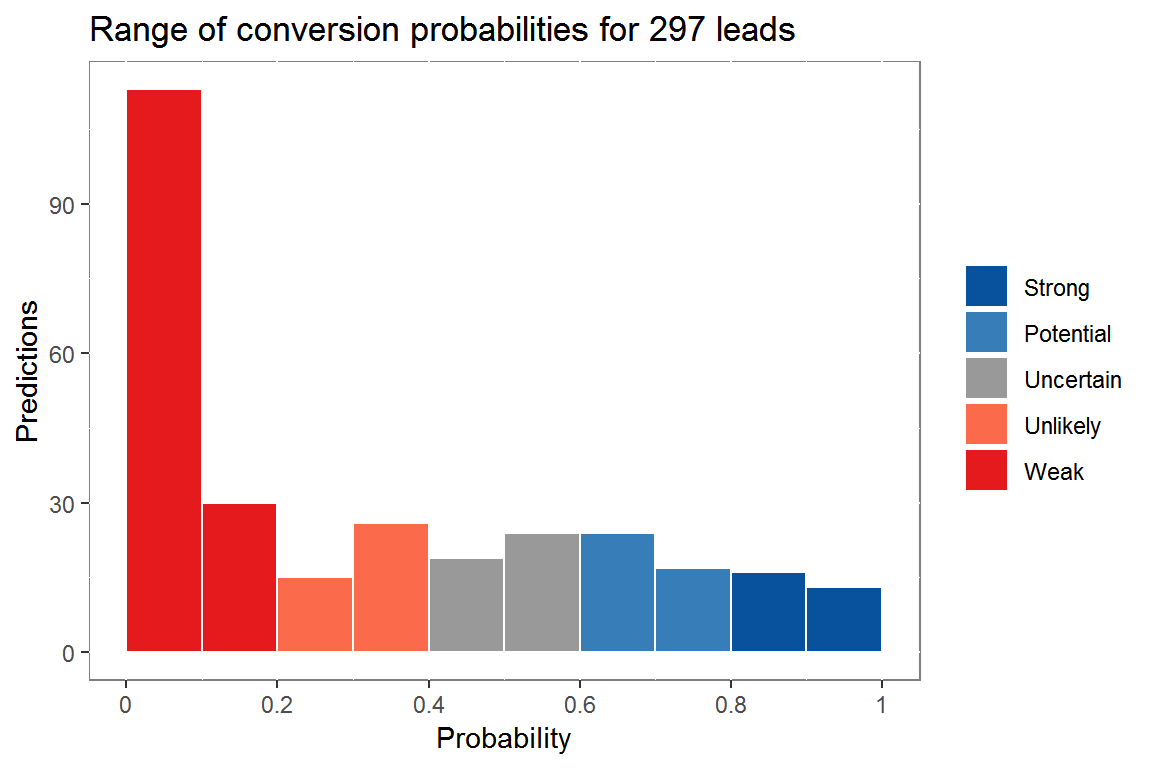 Range of conversion probabilities for 297 leads
Predictions
90
60
30
0
0 0.2 0.4 0.6 0.8 1
Probability
Strong
Potential
Uncertain
Unlikely
Weak